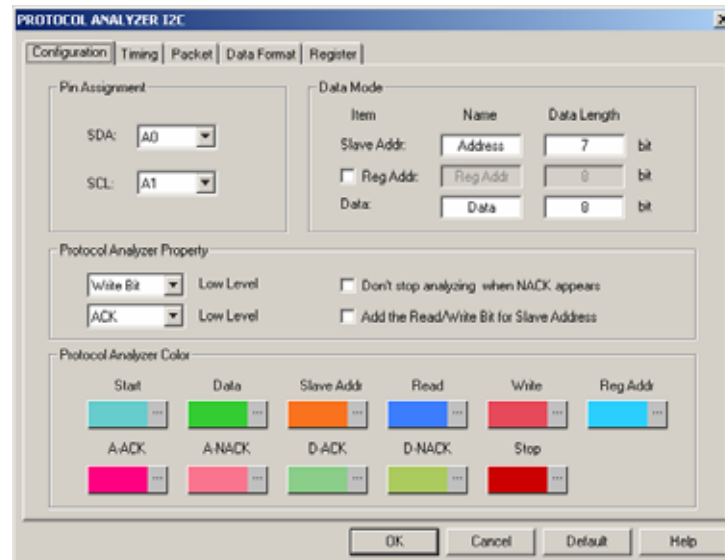 PROTOCOL ANALYZER I2C
Configuration Timing Packet Data Format Register
Pin Assignment
SDA: A0
SCL: A1
Data Mode
Item Name Data Length
Slave Addr: Address 7 bit
Reg Addr: Reg Addr 8 bit
Data: Data 8 bit
Protocol Analyzer Property
Write Bit Low Level Don't stop analyzing when NACK appears
ACK Low Level Add the Read/Write Bit for Slave Address
Protocol Analyzer Color
Start Data Slave Addr Read Write Reg Addr
... ... ... ... ... ...
A-ACK A-NACK D-ACK D-NACK Stop
... ... ... ... ...
OK Cancel Default Help